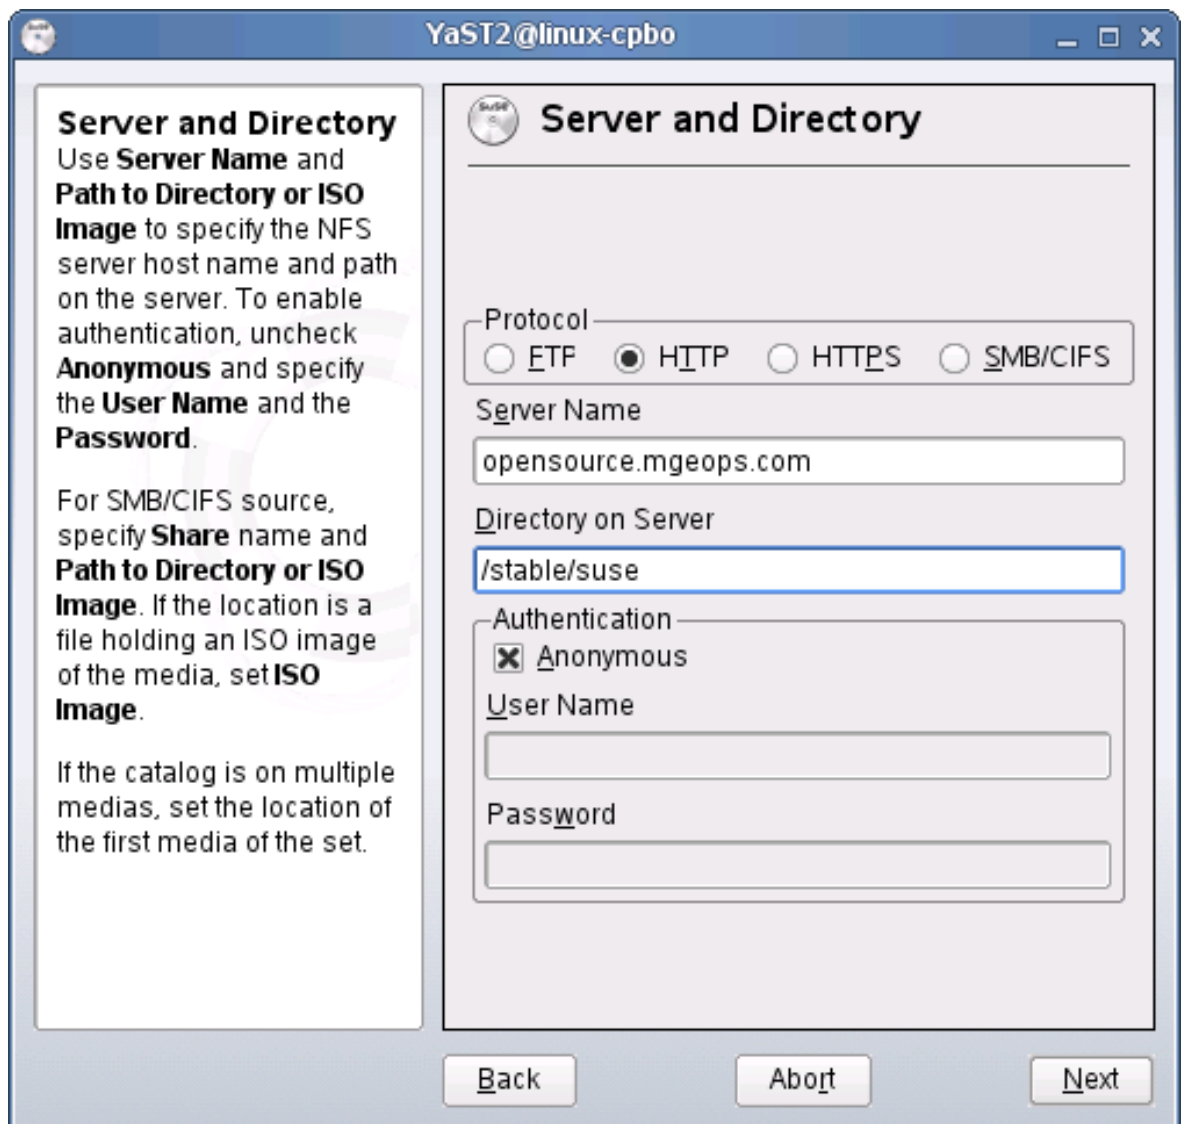 YaST2@linux-cpbo
Server and Directory
Use Server Name and
Path to Directory or ISO
Image to specify the NFS
server host name and path
on the server. To enable
authentication, uncheck
Anonymous and specify
the User Name and the
Password.
For SMB/CIFS source,
specify Share name and
Path to Directory or ISO
Image. If the location is a
file holding an ISO image
of the media, set ISO
Image.
If the catalog is on multiple
medias, set the location of
the first media of the set.
SuSE
Server and Directory
Protocol
FTP HTTP HTTPS SMB/CIFS
Server Name
opensource.mgeops.com
Directory on Server
/stable/suse
Authentication
Anonymous
User Name
Password
Back Abort Next